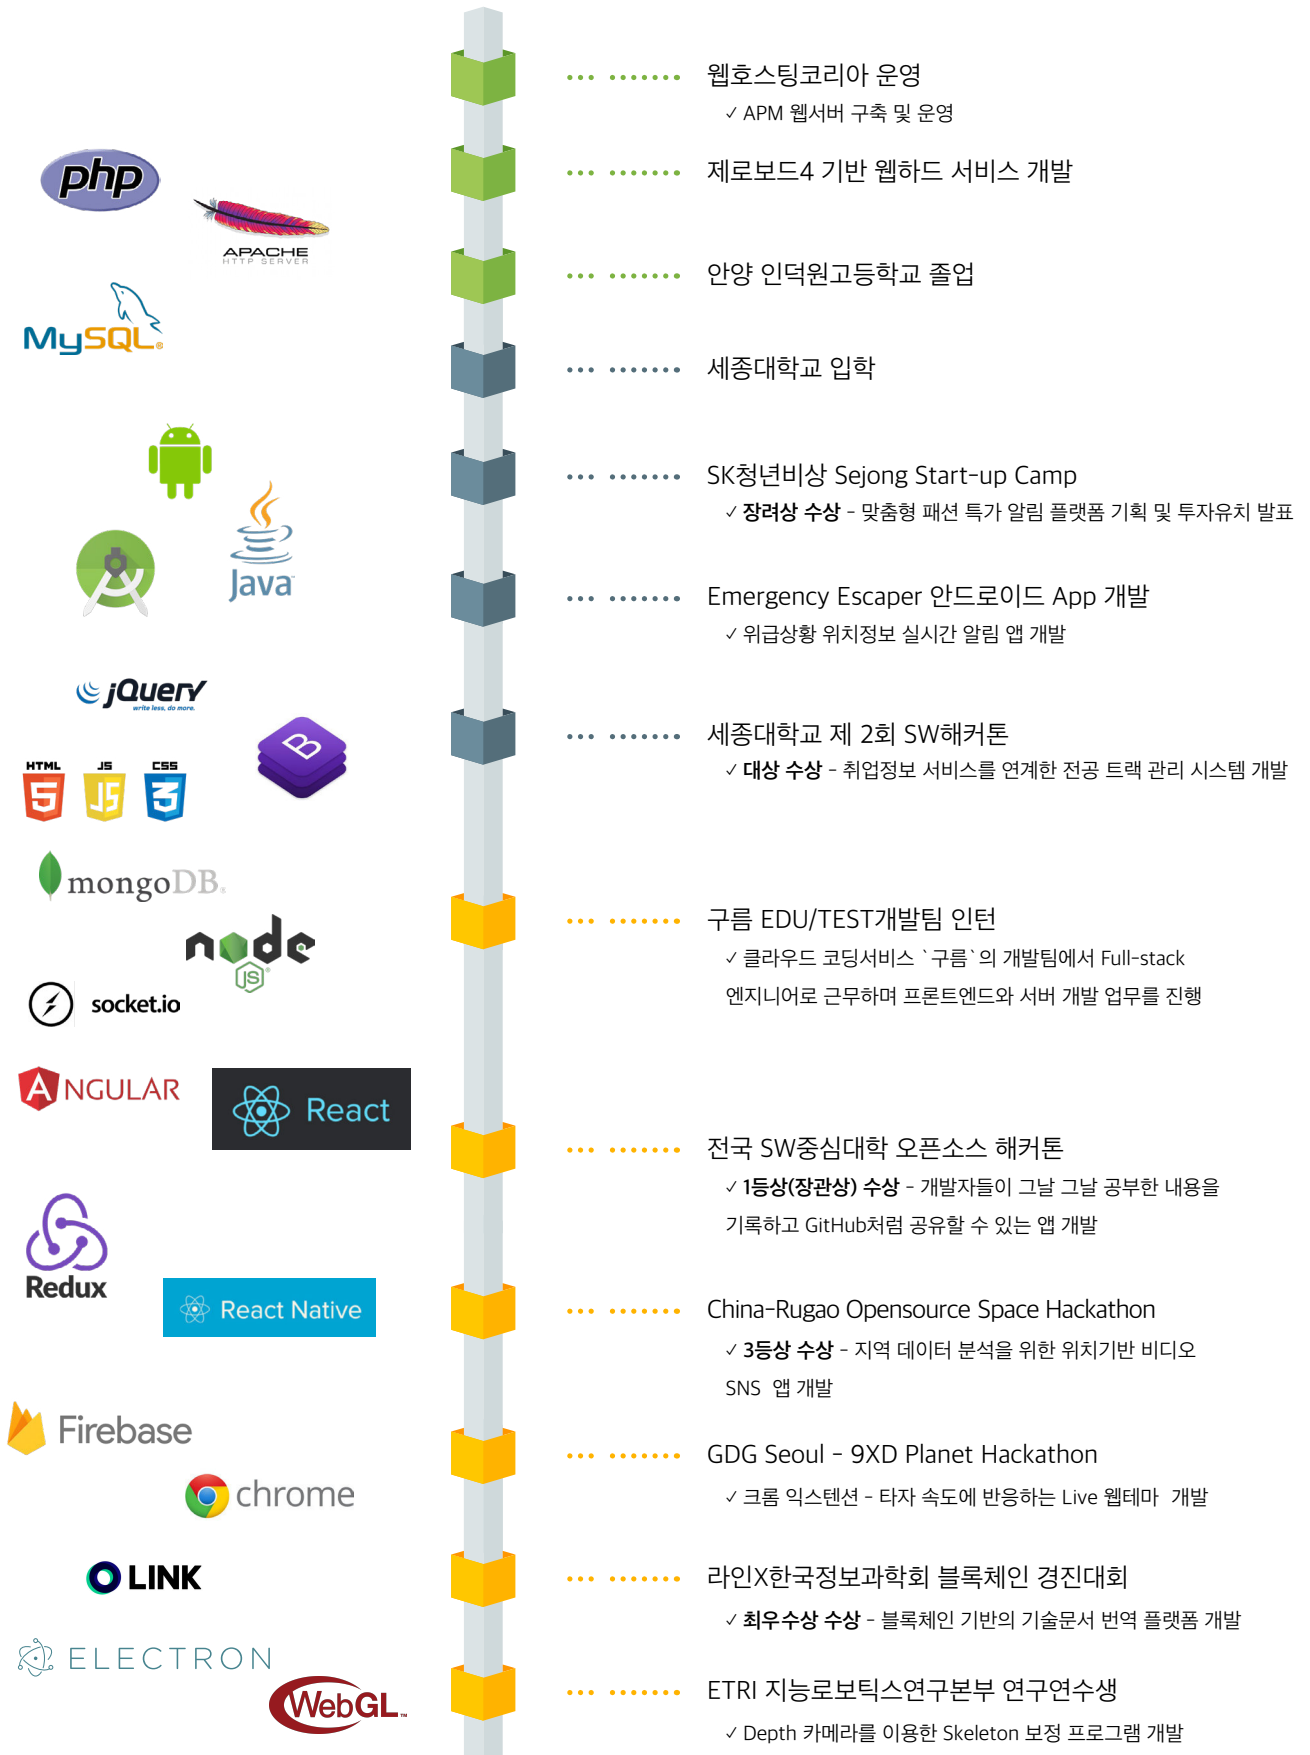 웹호스팅코리아 운영
✓ APM 웹서버 구축 및 운영
php
제로보드4 기반 웹하드 서비스 개발
APACHE
HTTP SERVER
안양 인덕원고등학교 졸업
MySQL®
세종대학교 입학
SK청년비상 Sejong Start-up Camp
✓ 장려상 수상 - 맞춤형 패션 특가 알림 플랫폼 기획 및 투자유치 발표
Java™
Emergency Escaper 안드로이드 App 개발
✓ 위급상황 위치정보 실시간 알림 앱 개발
jQuery
write less, do more.
세종대학교 제 2회 SW해커톤
✓ 대상 수상 - 취업정보 서비스를 연계한 전공 트랙 관리 시스템 개발
B
HTML JS CSS
5 JS 3
mongoDB®
구름 EDU/TEST개발팀 인턴
✓ 클라우드 코딩서비스 `구름`의 개발팀에서 Full-stack
엔지니어로 근무하며 프론트엔드와 서버 개발 업무를 진행
node
JS®
socket.io
ANGULAR
React
전국 SW중심대학 오픈소스 해커톤
✓ 1등상(장관상) 수상 - 개발자들이 그날 그날 공부한 내용을
기록하고 GitHub처럼 공유할 수 있는 앱 개발
Redux
React Native
China-Rugao Opensource Space Hackathon
✓ 3등상 수상 - 지역 데이터 분석을 위한 위치기반 비디오
SNS 앱 개발
Firebase
GDG Seoul - 9XD Planet Hackathon
✓ 크롬 익스텐션 - 타자 속도에 반응하는 Live 웹테마 개발
chrome
LINK
라인X한국정보과학회 블록체인 경진대회
✓ 최우수상 수상 - 블록체인 기반의 기술문서 번역 플랫폼 개발
ELECTRON
WebGL™
ETRI 지능로보틱스연구본부 연구연수생
✓ Depth 카메라를 이용한 Skeleton 보정 프로그램 개발